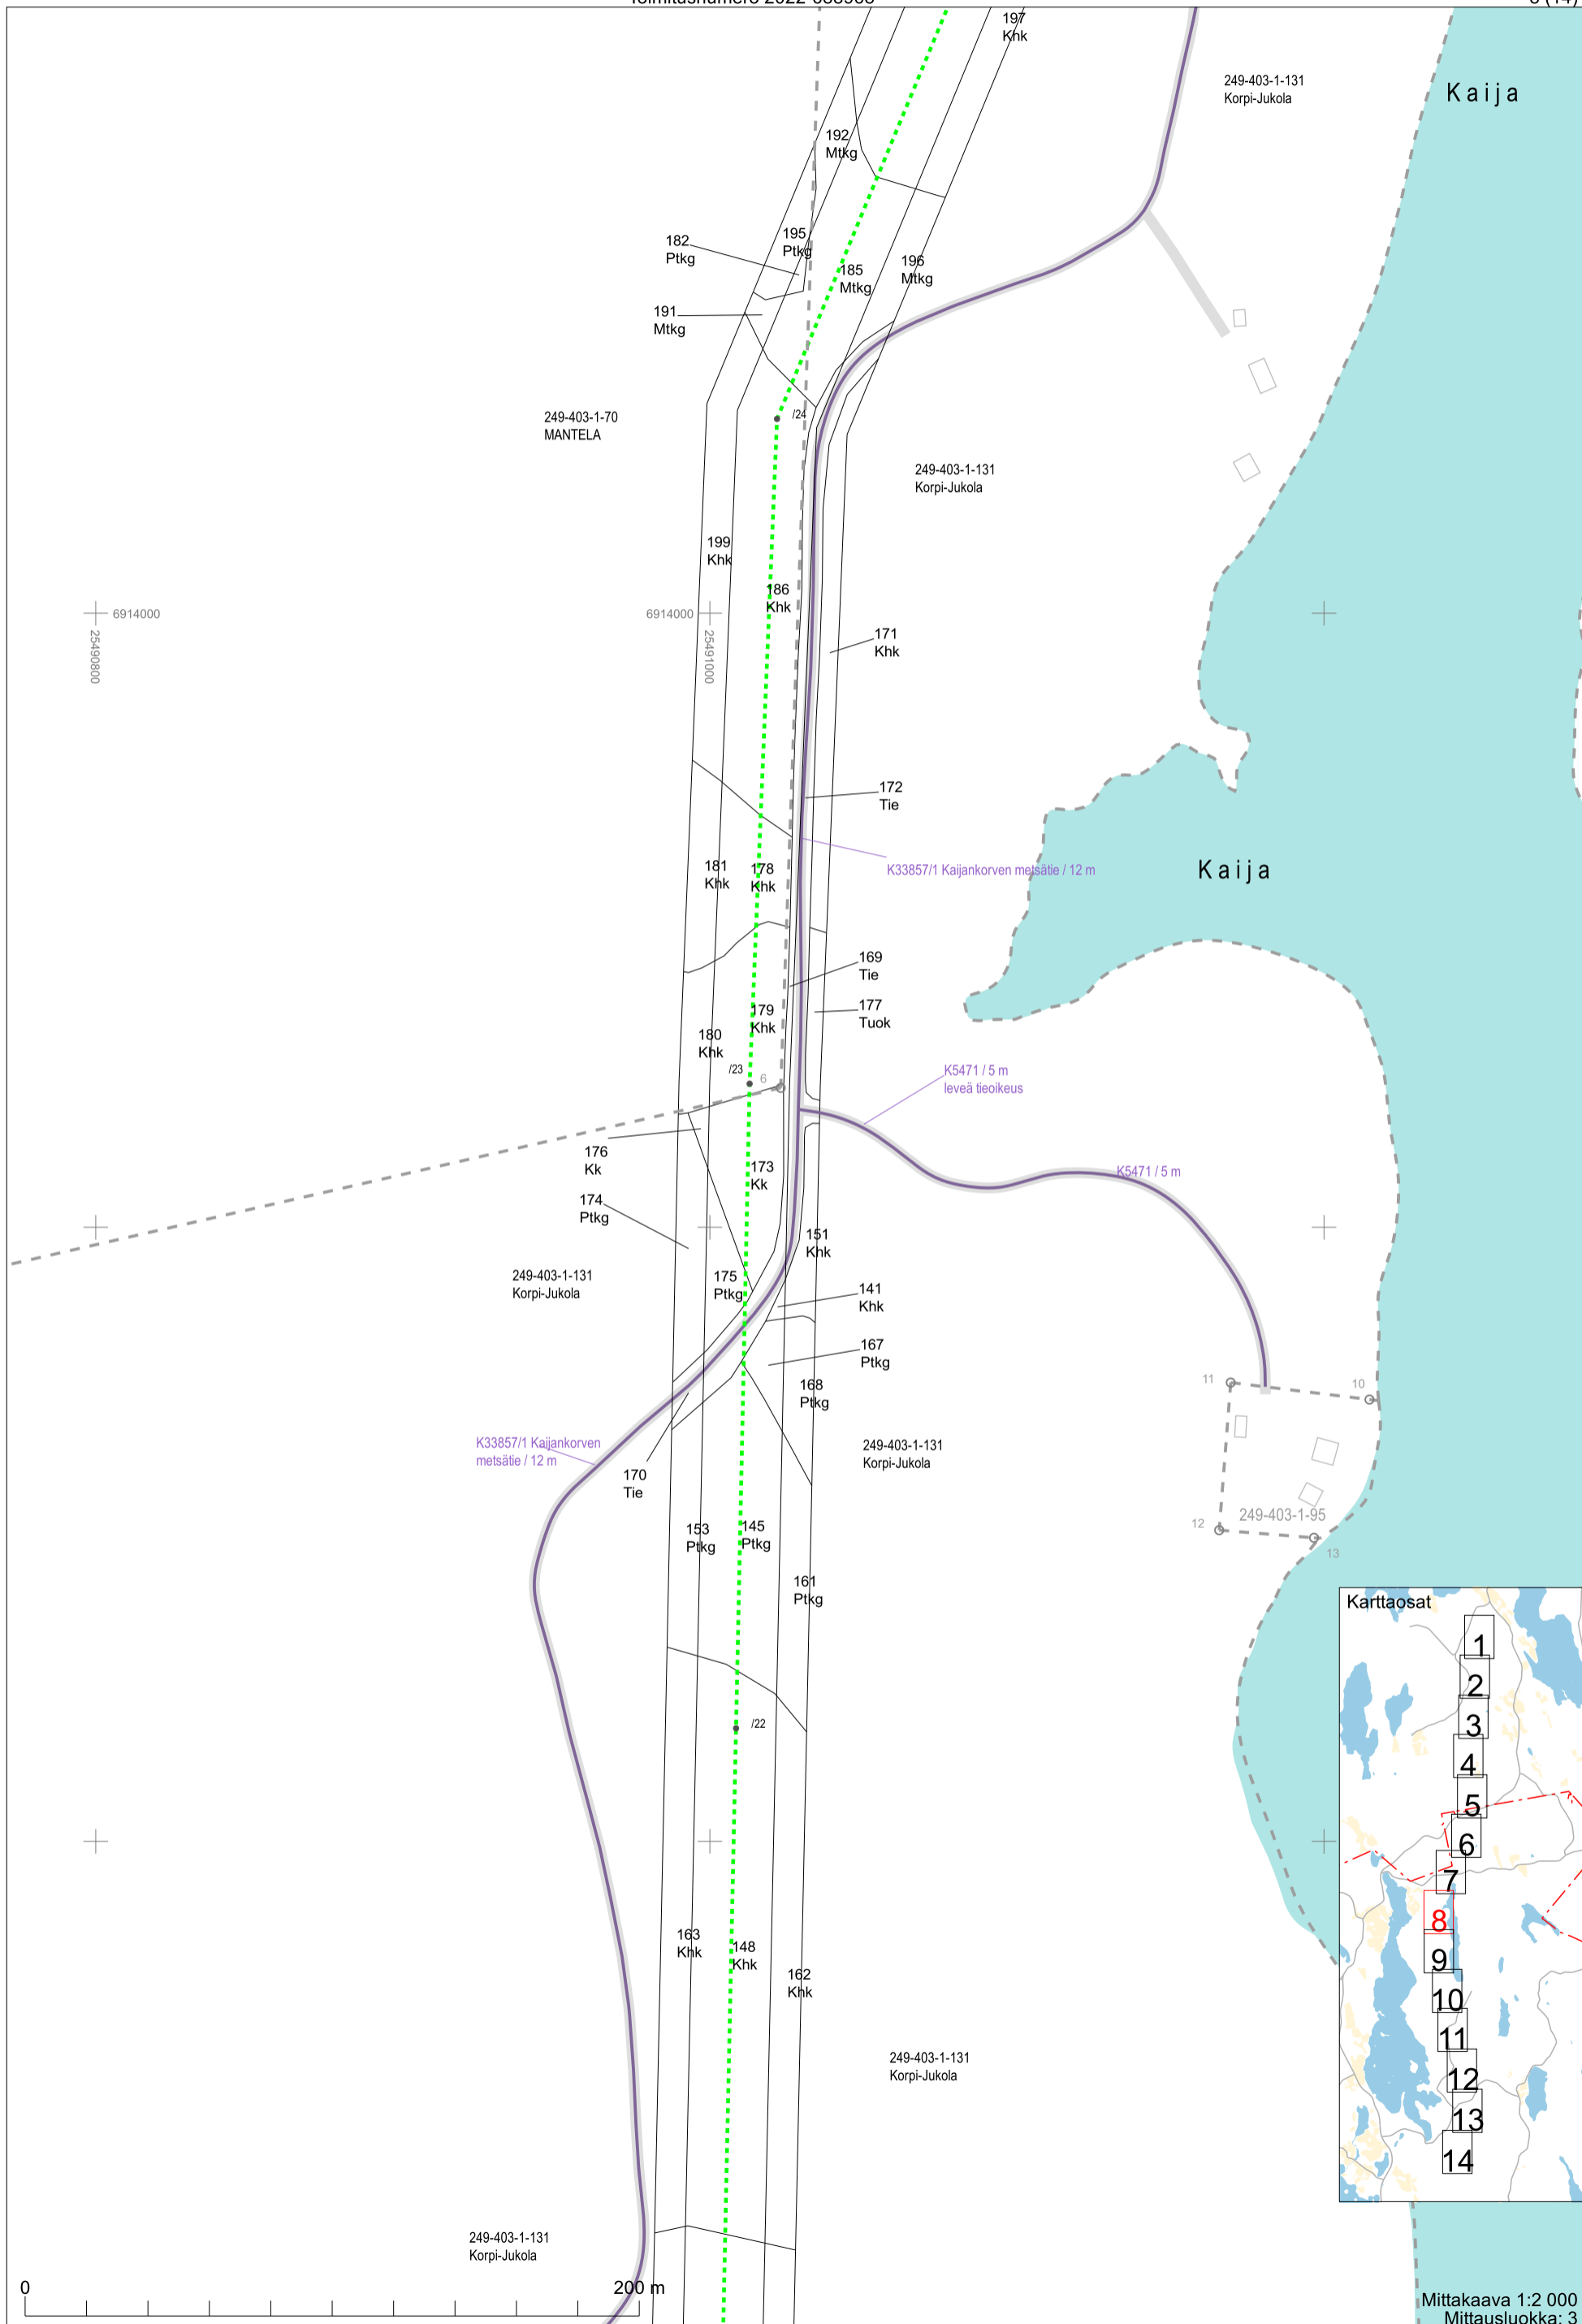 197
Khk
249-403-1-131
Korpi-Jukola
Kaija
192
Mtkg
195
Ptkg
182
Ptkg
185
Mtkg
196
Mtkg
191
Mtkg
249-403-1-70
MANTELA
/24
249-403-1-131
Korpi-Jukola
199
Khk
186
Khk
6914000
25490800
6914000
25491000
171
Khk
172
Tie
K33857/1 Kaijankorven metsätie / 12 m
Kaija
181
Khk
178
Khk
169
Tie
177
Tuok
179
Khk
180
Khk
/23
6
K5471 / 5 m
leveä tieoikeus
K5471 / 5 m
176
Kk
173
Kk
174
Ptkg
151
Khk
249-403-1-131
Korpi-Jukola
175
Ptkg
141
Khk
167
Ptkg
168
Ptkg
11
10
K33857/1 Kaijankorven
metsätie / 12 m
249-403-1-131
Korpi-Jukola
170
Tie
153
Ptkg
145
Ptkg
249-403-1-95
12
13
161
Ptkg
/22
163
Khk
148
Khk
162
Khk
249-403-1-131
Korpi-Jukola
249-403-1-131
Korpi-Jukola
Karttaosat
1
2
3
4
5
6
7
8
9
10
11
12
13
14
0
200 m
Mittakaava 1:2 000
Mittausluokka: 3